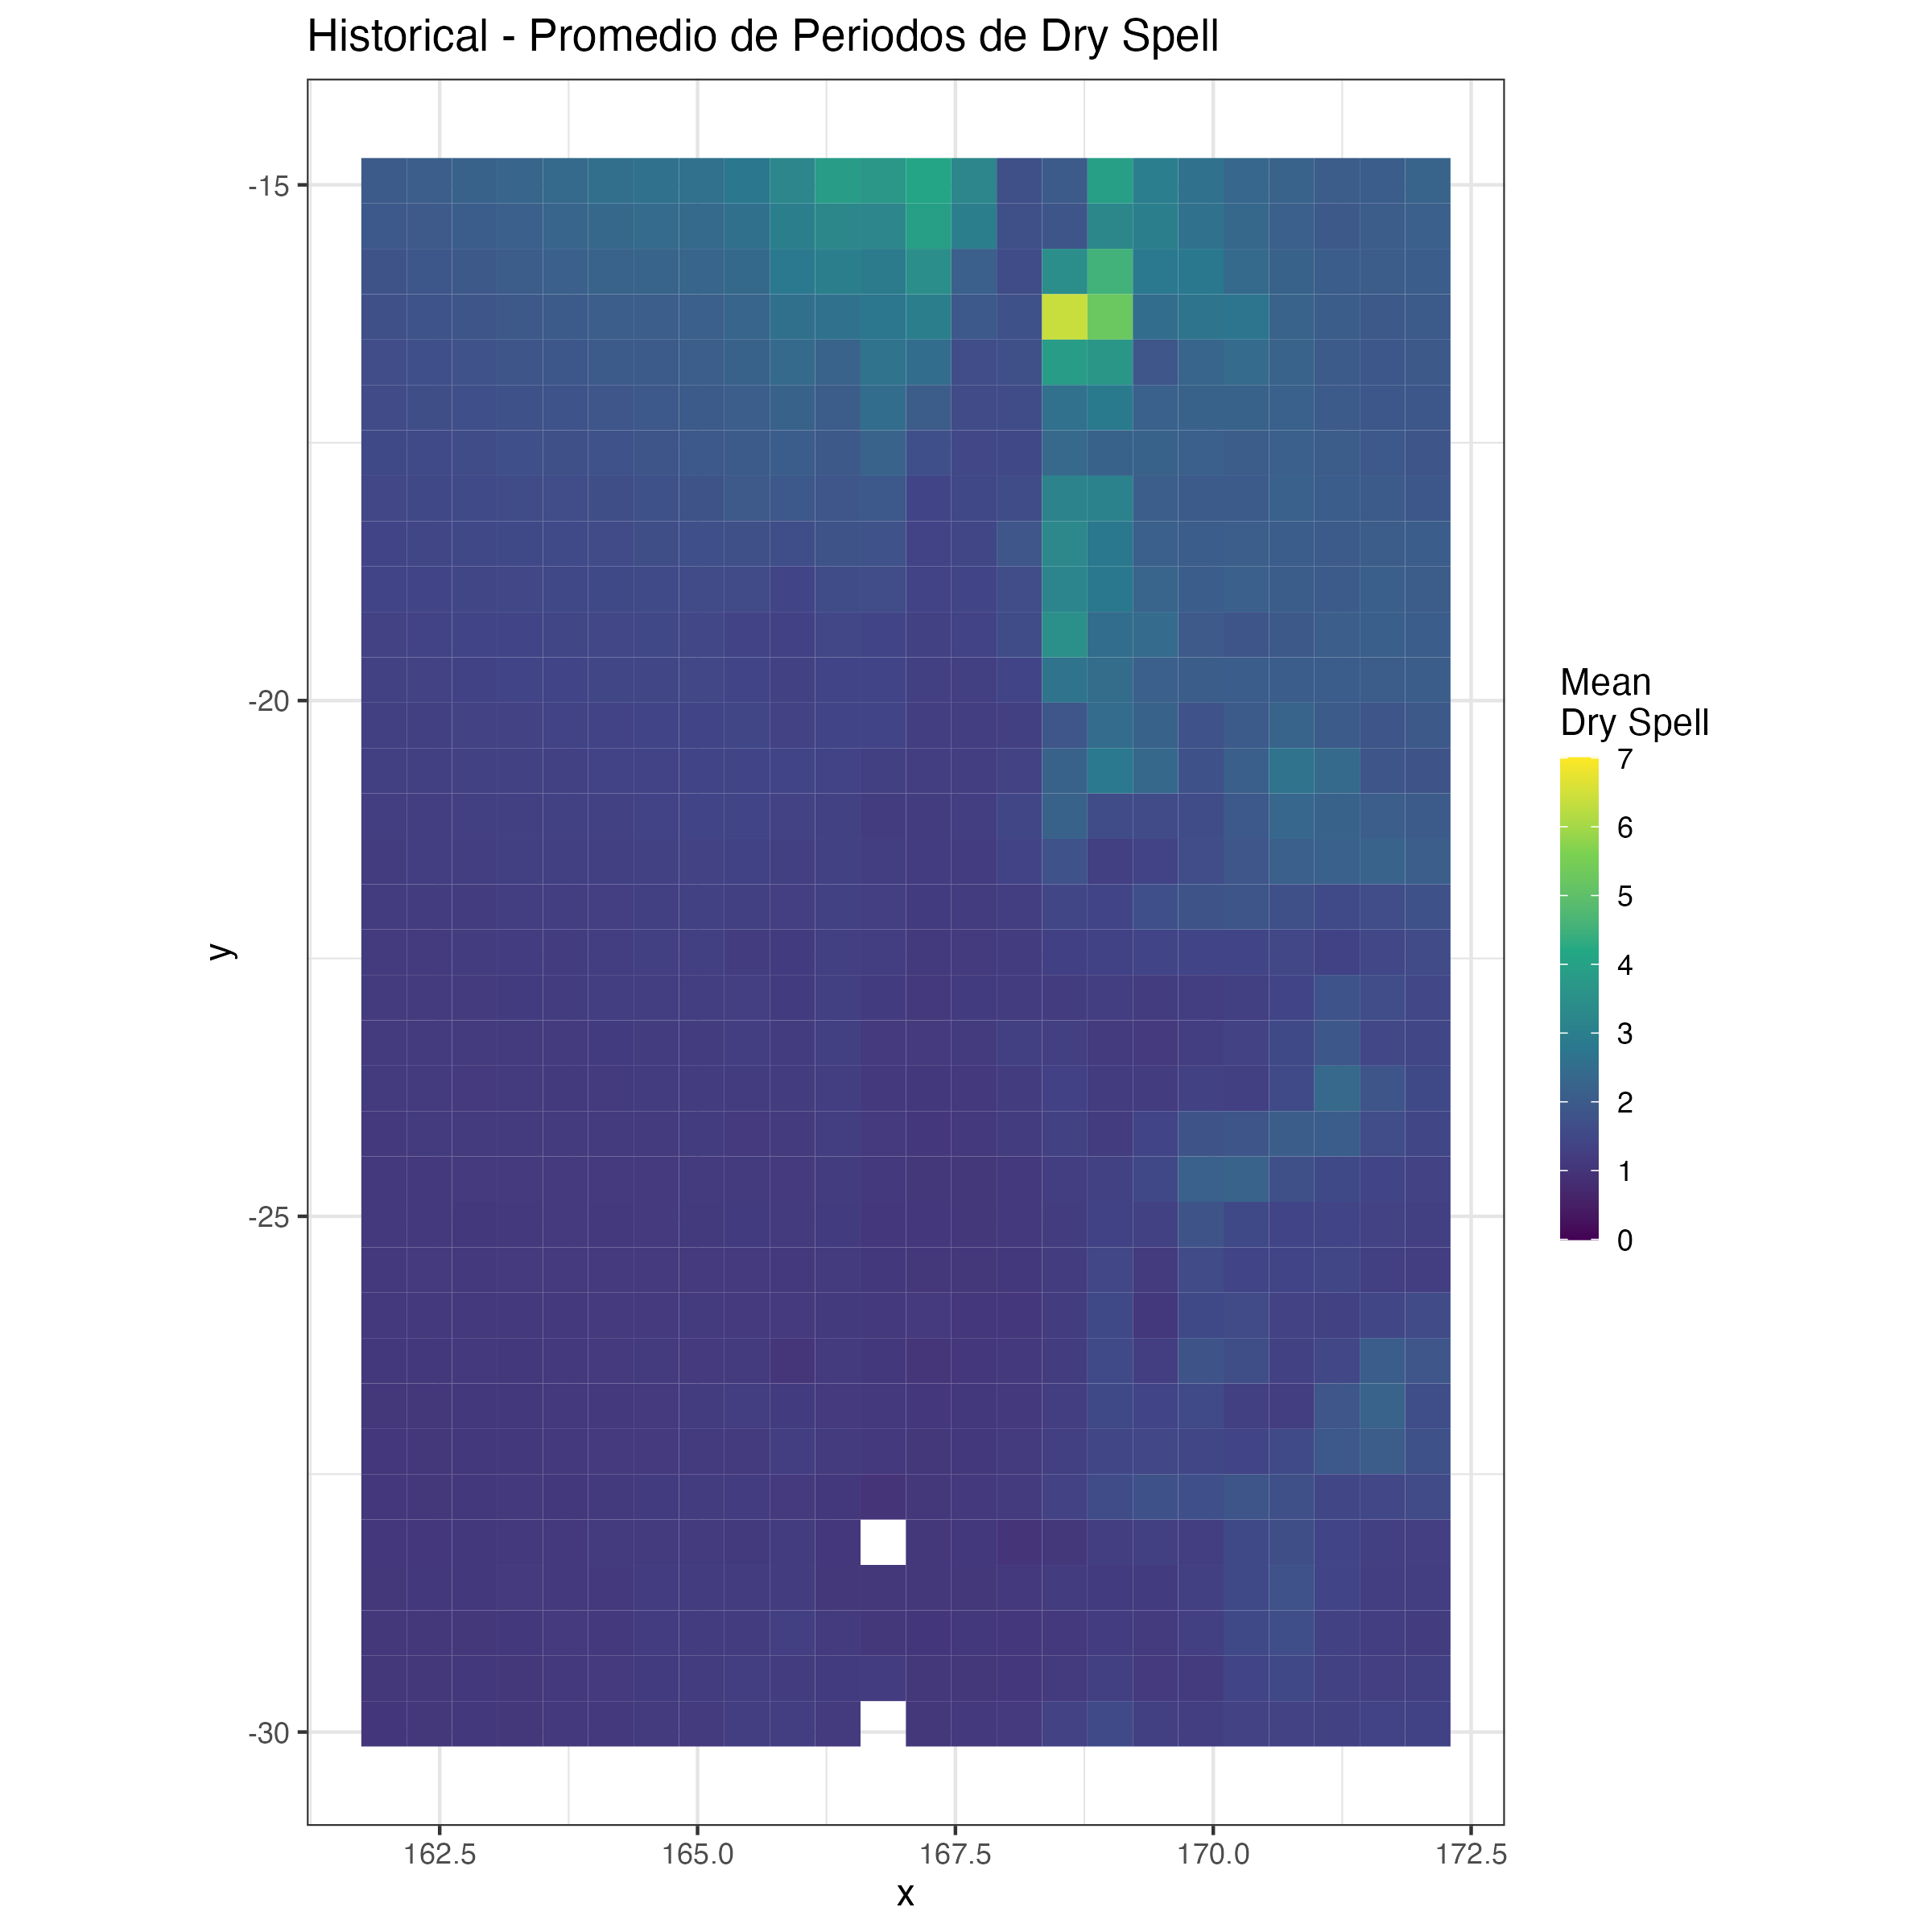 Historical - Promedio de Periodos de Dry Spell
-15
-20
-25
-30
y
162.5 165.0 167.5 170.0 172.5
x
Mean
Dry Spell
7
6
5
4
3
2
1
0